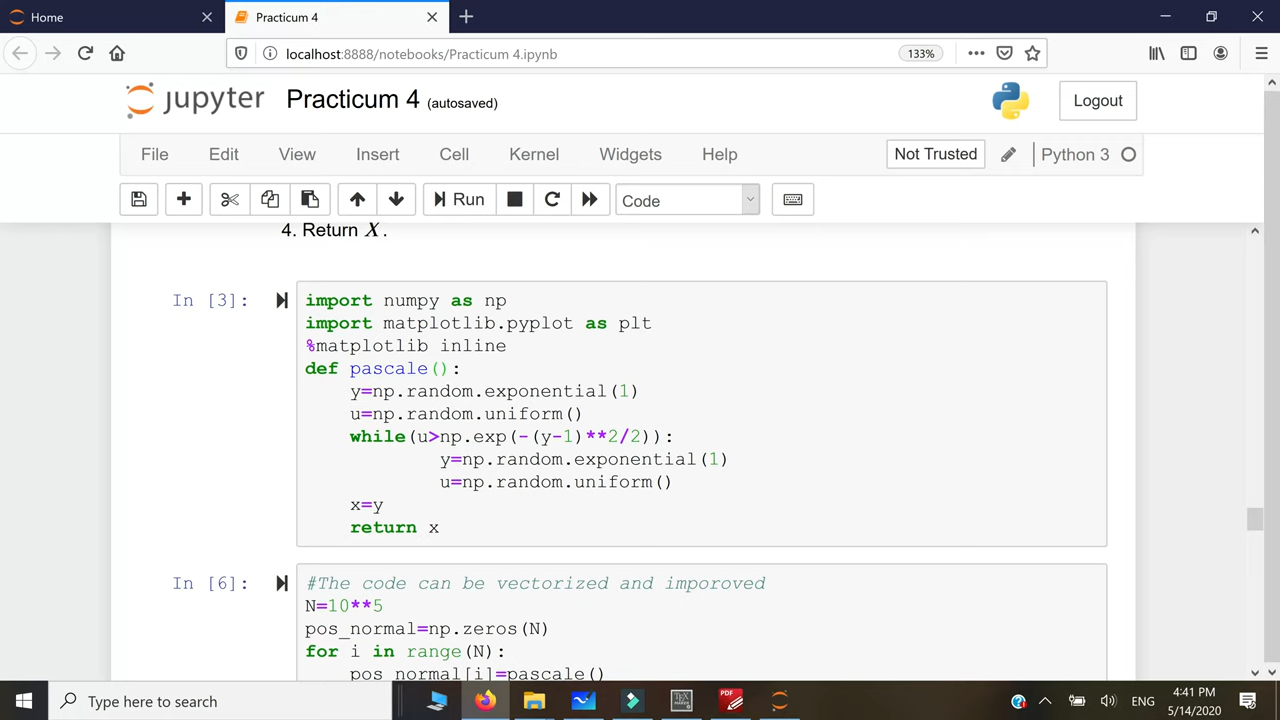 Home
Practicum 4
localhost:8888/notebooks/Practicum 4.ipynb
133%
jupyter Practicum 4 (autosaved)
Logout
File Edit View Insert Cell Kernel Widgets Help
Not Trusted
Python 3
Run
Code
4. Return X.
In [3]:
import numpy as np
import matplotlib.pyplot as plt
%matplotlib inline
def pascale():
y=np.random.exponential(1)
u=np.random.uniform()
while(u>np.exp(-(y-1)**2/2)):
y=np.random.exponential(1)
u=np.random.uniform()
x=y
return x
In [6]:
#The code can be vectorized and imporoved
N=10**5
pos_normal=np.zeros(N)
for i in range(N):
pos_normal[i]=pascale()
Type here to search
TEX
MAKER
PDF
ENG
4:41 PM
5/14/2020